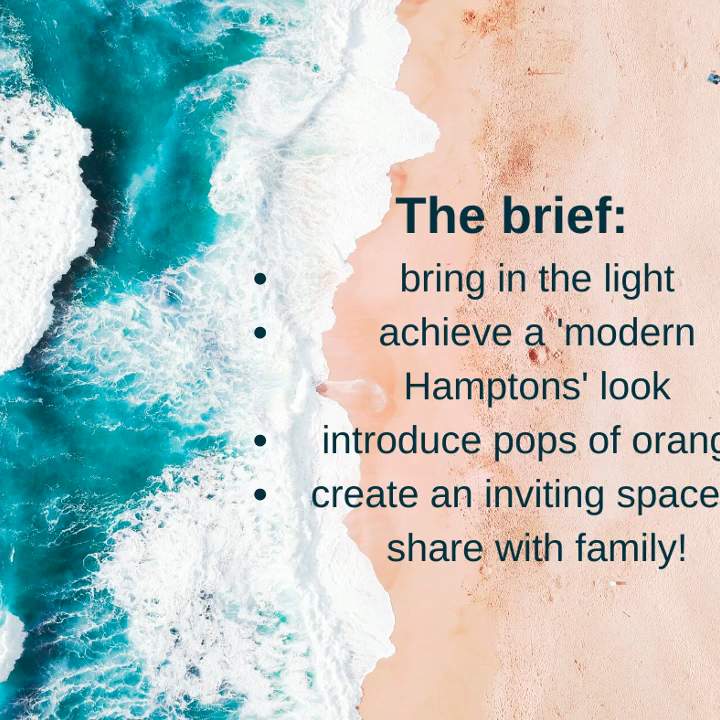 The brief:
• bring in the light
• achieve a 'modern
Hamptons' look
• introduce pops of orang
• create an inviting space
share with family!